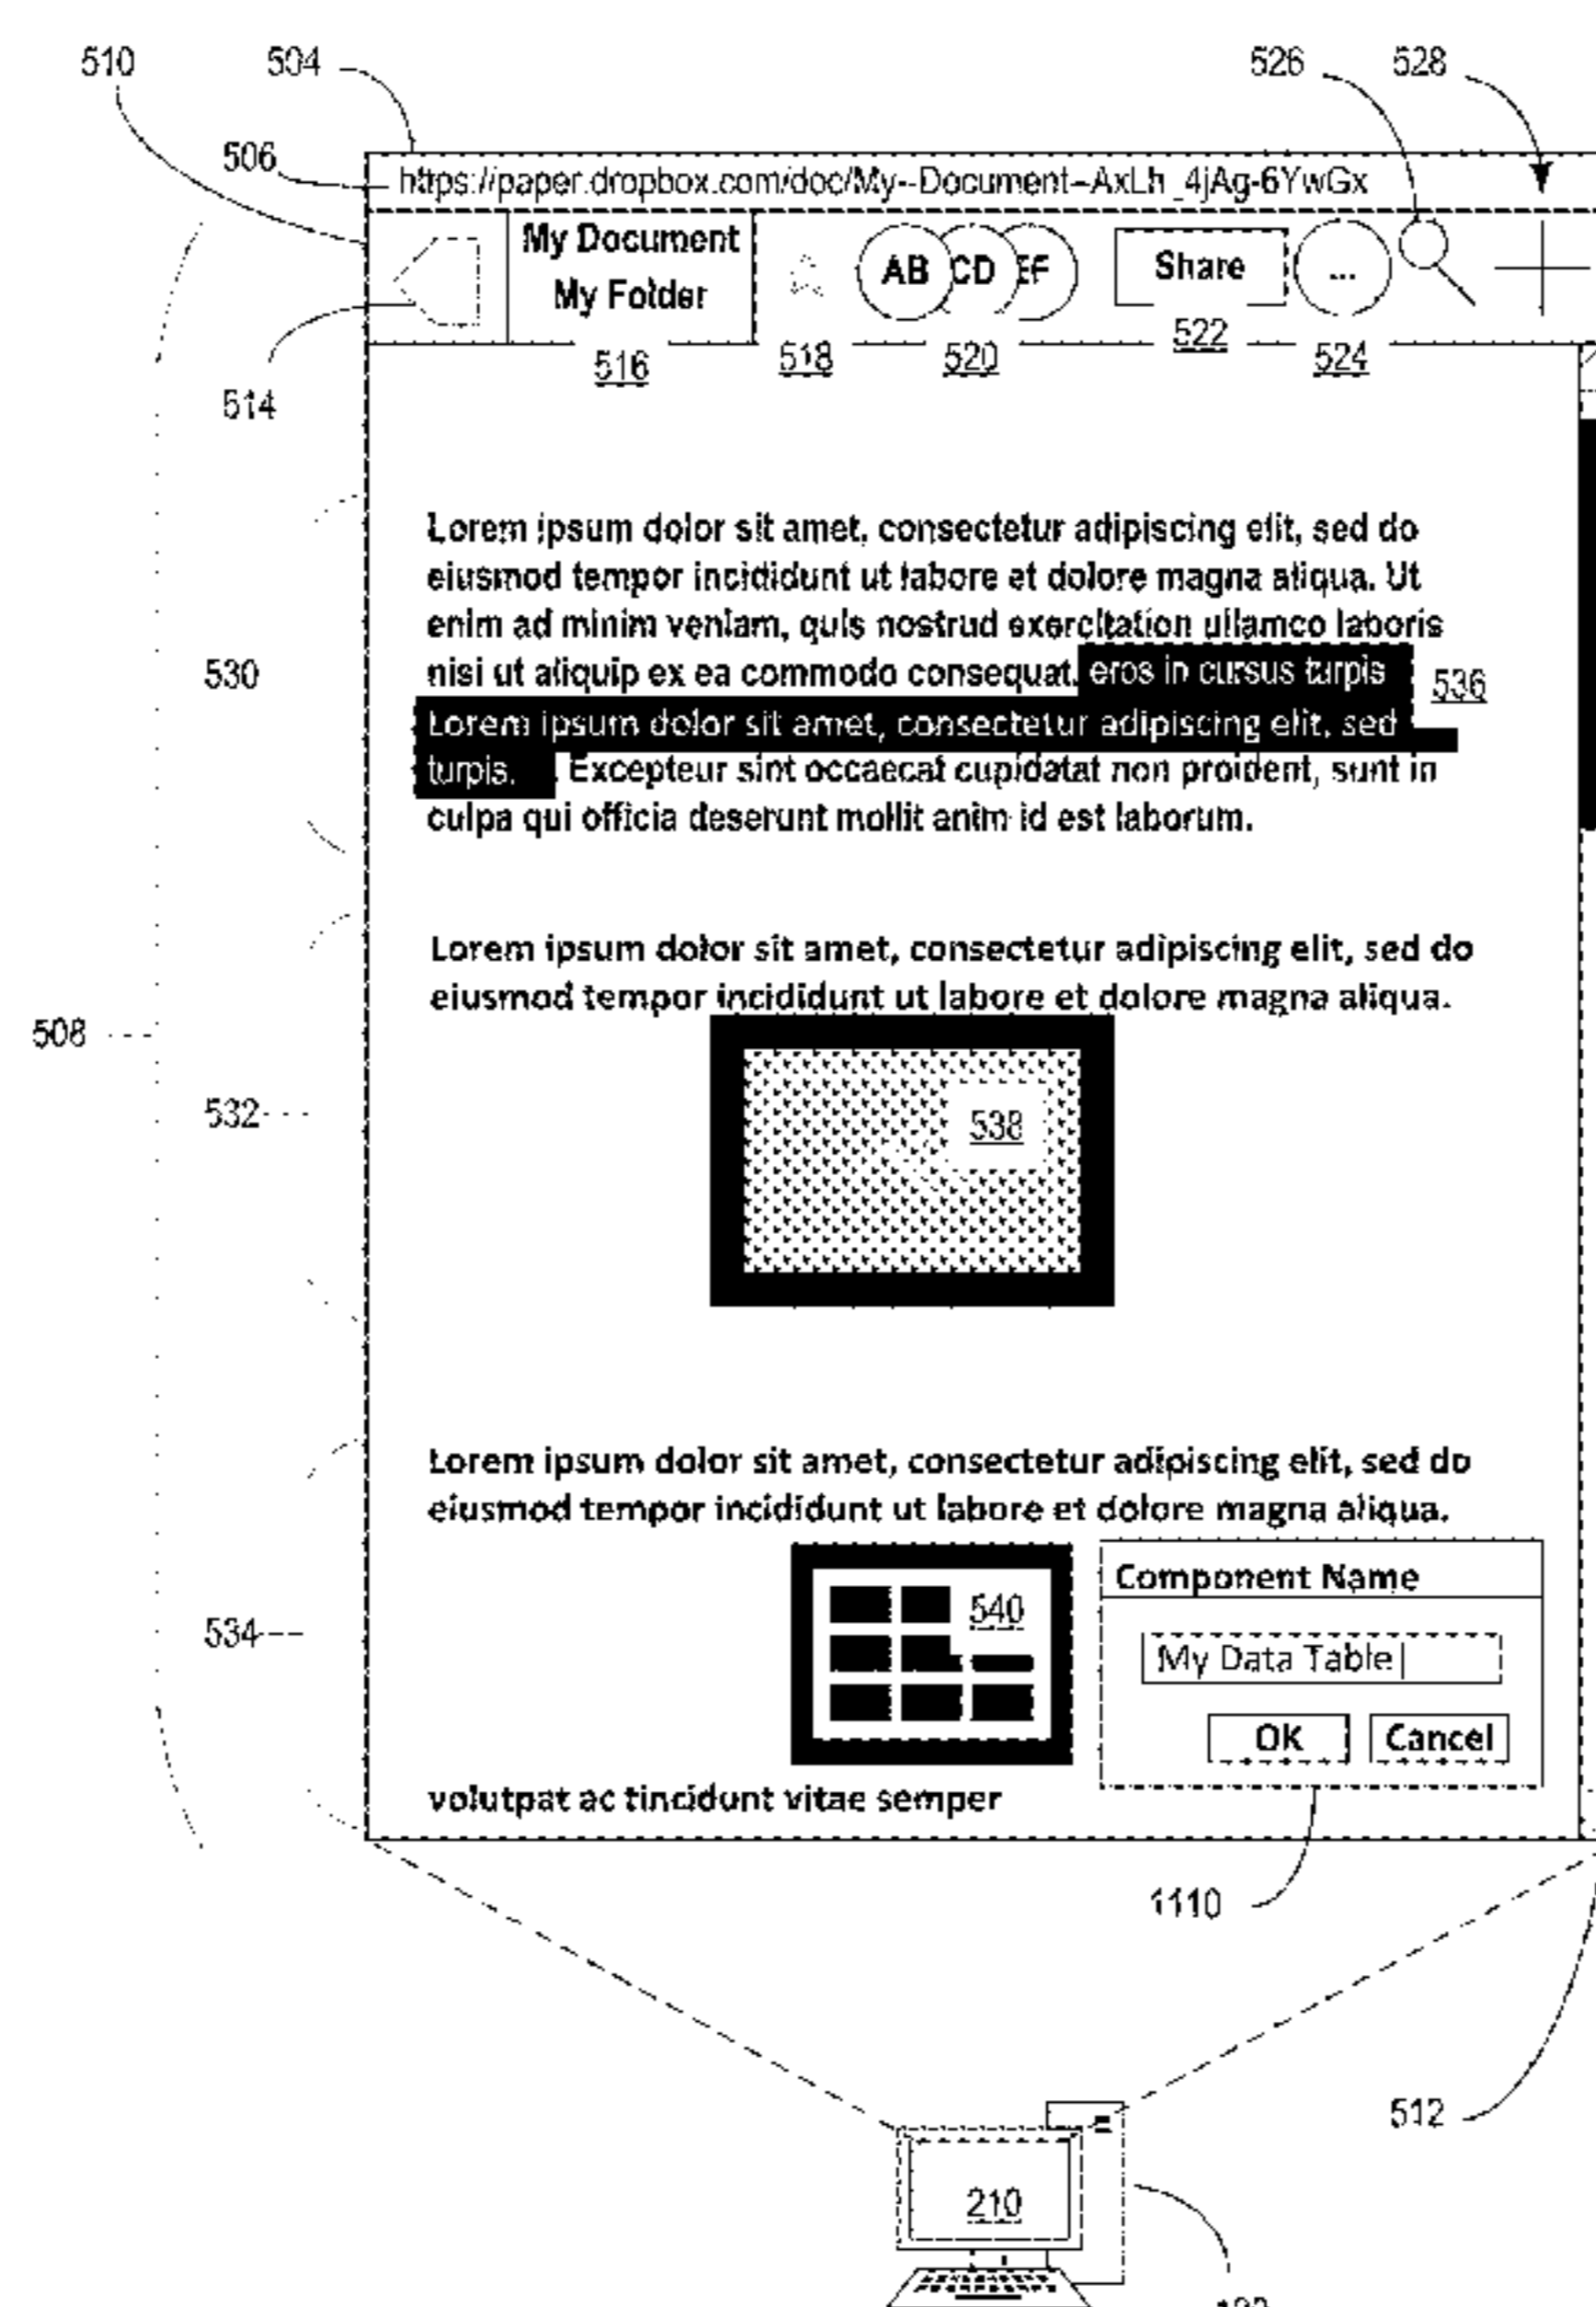 510
504
526
528
506
https://paper.dropbox.com/doc/My--Document--AxLh_4jAg-6YwGx
My Document
My Folder
AB CD EF
Share
...
516
518
520
522
524
514
Lorem ipsum dolor sit amet, consectetur adipiscing elit, sed do
eiusmod tempor incididunt ut labore et dolore magna aliqua. Ut
enim ad minim veniam, quis nostrud exercitation ullamco laboris
nisi ut aliquip ex ea commodo consequat. eros in cursus turpis
530
536
Lorem ipsum dolor sit amet, consectetur adipiscing elit, sed
turpis. . Excepteur sint occaecat cupidatat non proident, sunt in
culpa qui officia deserunt mollit anim id est laborum.
Lorem ipsum dolor sit amet, consectetur adipiscing elit, sed do
eiusmod tempor incididunt ut labore et dolore magna aliqua.
508
532
538
Lorem ipsum dolor sit amet, consectetur adipiscing elit, sed do
eiusmod tempor incididunt ut labore et dolore magna aliqua.
534
540
Component Name
My Data Table
OK
Cancel
volutpat ac tincidunt vitae semper
1110
512
210